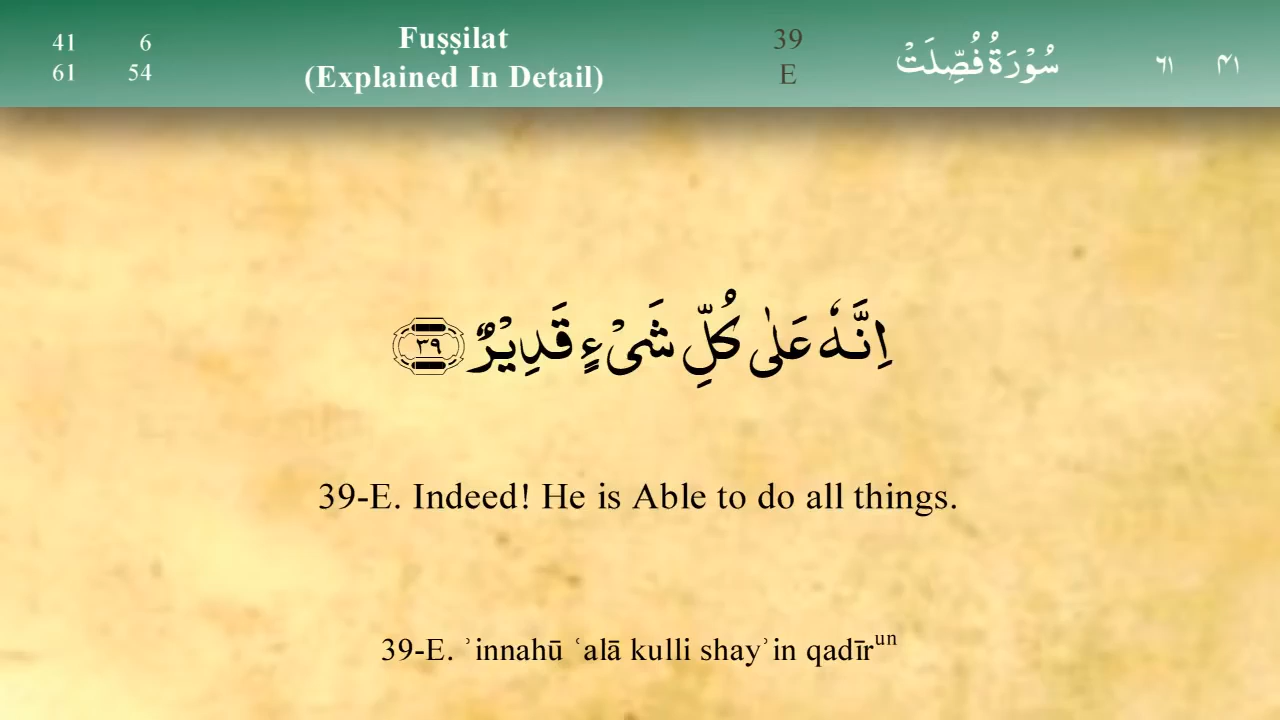 41 6 Fuṣṣilat 39 سُوْرَةُ فُصِّلَتْ ٦١ ٤١
61 54 (Explained In Detail) E
اِنَّهٗ عَلٰى كُلِّ شَىْءٍ قَدِيْرٌ ٣٩
39-E. Indeed! He is Able to do all things.
39-E. ʾinnahū ʿalā kulli shayʾin qadīrᵘⁿ